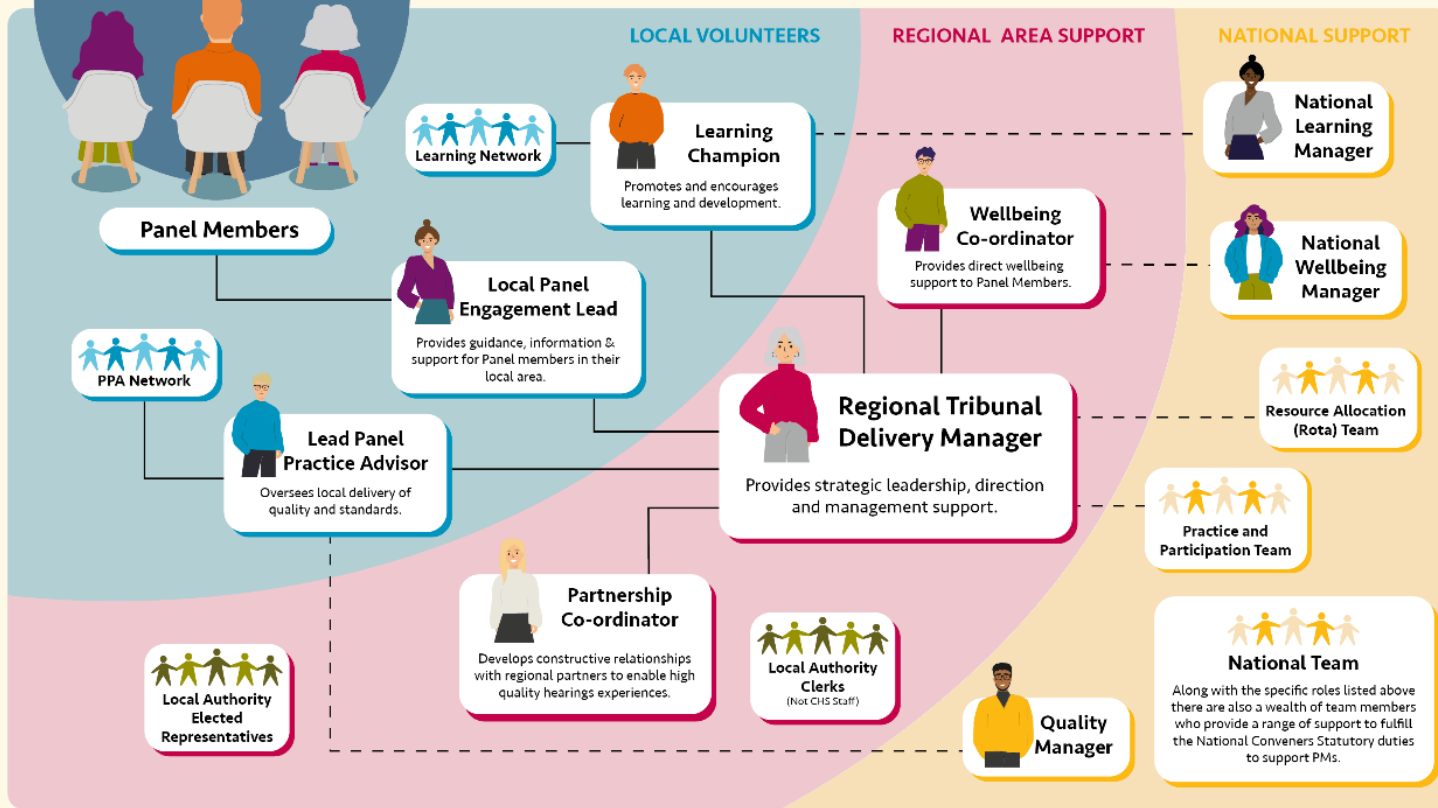 LOCAL VOLUNTEERS
REGIONAL AREA SUPPORT
NATIONAL SUPPORT
Learning Network
Learning
Champion
Promotes and encourages
learning and development.
National
Learning
Manager
Panel Members
Wellbeing
Co-ordinator
Provides direct wellbeing
support to Panel Members.
National
Wellbeing
Manager
Local Panel
Engagement Lead
Provides guidance, information &
support for Panel members in their
local area.
PPA Network
Lead Panel
Practice Advisor
Oversees local delivery of
quality and standards.
Regional Tribunal
Delivery Manager
Provides strategic leadership, direction
and management support.
Resource Allocation
(Rota) Team
Practice and
Participation Team
Partnership
Co-ordinator
Develops constructive relationships
with regional partners to enable high
quality hearings experiences.
Local Authority
Clerks
(Not CHS Staff)
Local Authority
Elected
Representatives
Quality
Manager
National Team
Along with the specific roles listed above
there are also a wealth of team members
who provide a range of support to fulfill
the National Conveners Statutory duties
to support PMs.